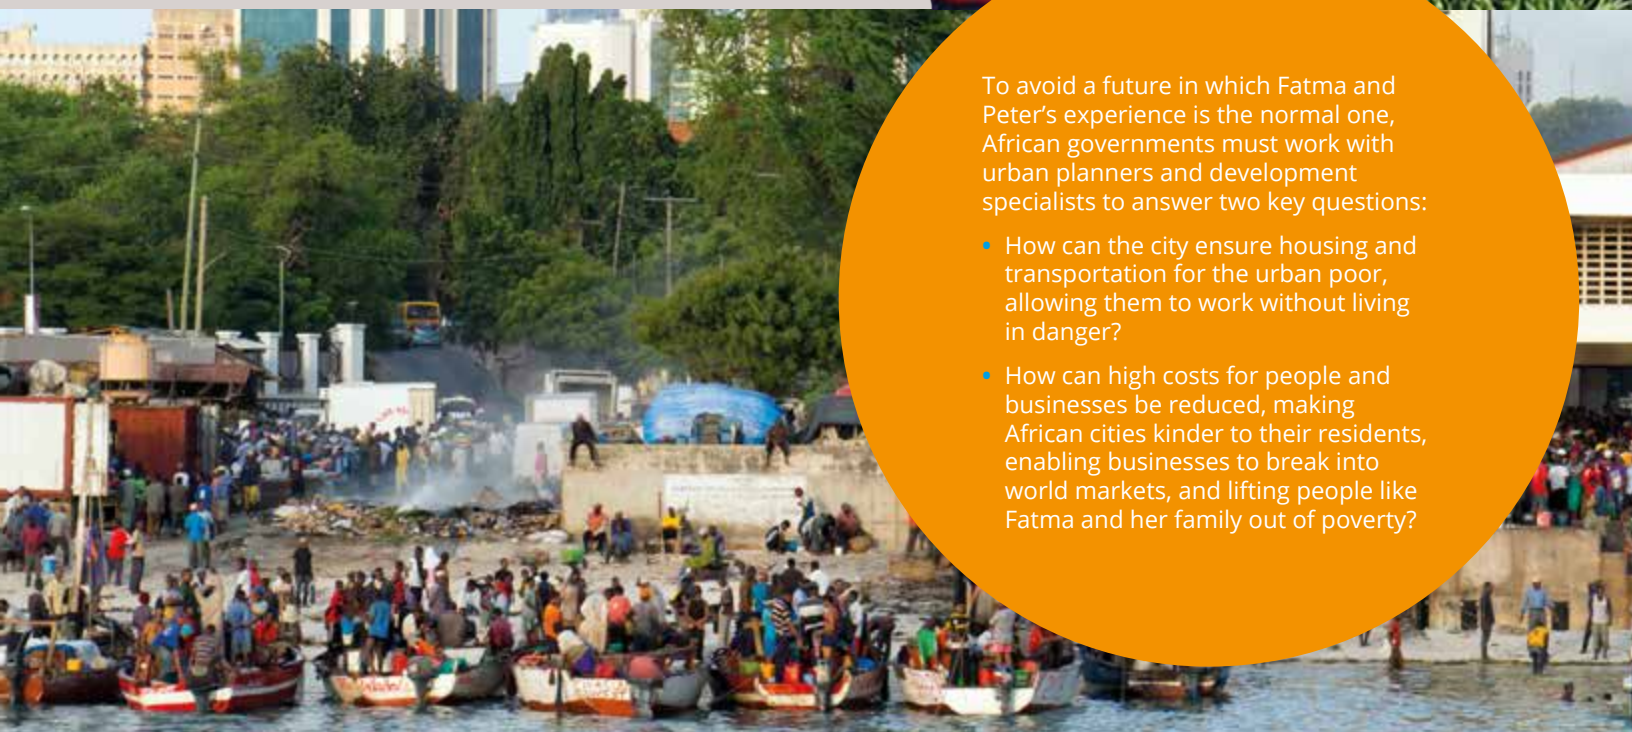 To avoid a future in which Fatma and
Peter’s experience is the normal one,
African governments must work with
urban planners and development
specialists to answer two key questions:
• How can the city ensure housing and
transportation for the urban poor,
allowing them to work without living
in danger?
• How can high costs for people and
businesses be reduced, making
African cities kinder to their residents,
enabling businesses to break into
world markets, and lifting people like
Fatma and her family out of poverty?